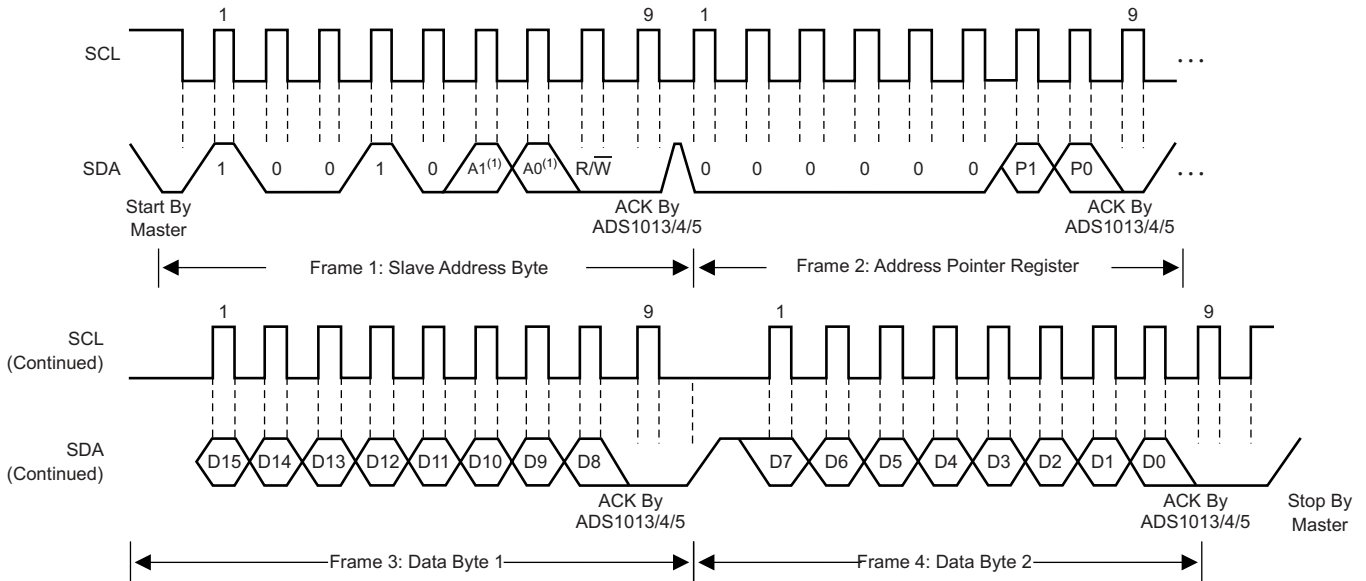 1 9 1 9
SCL ...
SDA 1 0 0 1 0 A1(1) A0(1) R/W̅ 0 0 0 0 0 0 P1 P0 ...
Start By
Master
ACK By
ADS1013/4/5
ACK By
ADS1013/4/5
Frame 1: Slave Address Byte Frame 2: Address Pointer Register
1 9 1 9
SCL
(Continued)
SDA
(Continued)
D15 D14 D13 D12 D11 D10 D9 D8 D7 D6 D5 D4 D3 D2 D1 D0
ACK By
ADS1013/4/5
ACK By
ADS1013/4/5
Stop By
Master
Frame 3: Data Byte 1 Frame 4: Data Byte 2